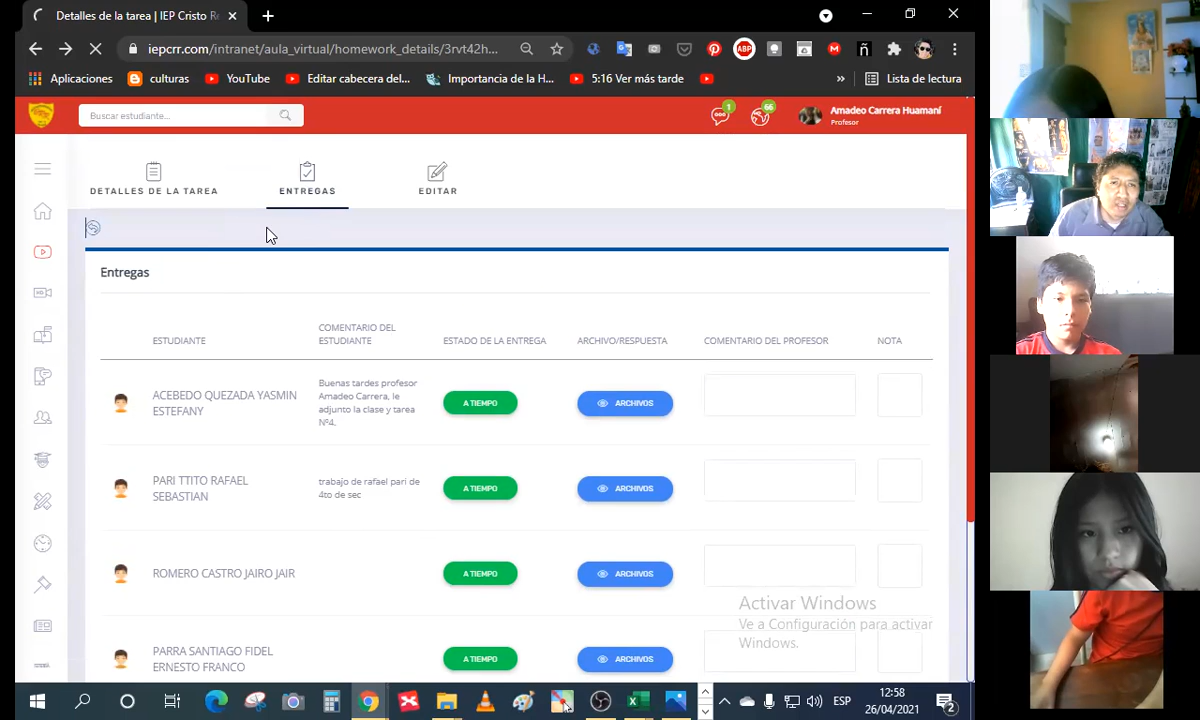 Detalles de la tarea | IEP Cristo Re
iepcrr.com/intranet/aula_virtual/homework_details/3rvt42h...
Aplicaciones
culturas
YouTube
Editar cabecera del...
Importancia de la H...
5:16 Ver más tarde
»
Lista de lectura
Buscar estudiante...
1
66
Amadeo Carrera Huamaní
Profesor
DETALLES DE LA TAREA
ENTREGAS
EDITAR
Entregas
ESTUDIANTE
COMENTARIO DEL
ESTUDIANTE
ESTADO DE LA ENTREGA
ARCHIVO/RESPUESTA
COMENTARIO DEL PROFESOR
NOTA
ACEBEDO QUEZADA YASMIN
ESTEFANY
Buenas tardes profesor
Amadeo Carrera, le
adjunto la clase y tarea
Nº4.
A TIEMPO
ARCHIVOS
PARI TTITO RAFAEL
SEBASTIAN
trabajo de rafael pari de
4to de sec
A TIEMPO
ARCHIVOS
ROMERO CASTRO JAIRO JAIR
A TIEMPO
ARCHIVOS
PARRA SANTIAGO FIDEL
ERNESTO FRANCO
A TIEMPO
ARCHIVOS
Activar Windows
Ve a Configuración para activar
Windows.
ESP
12:58
26/04/2021
2